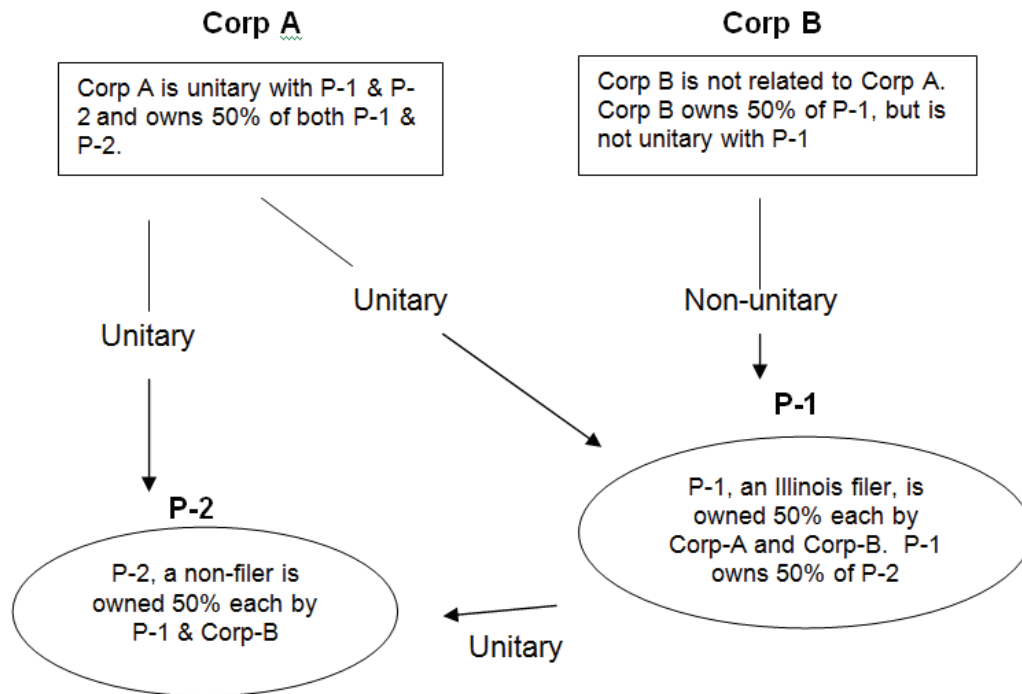 Corp A
Corp B
Corp A is unitary with P-1 & P-
2 and owns 50% of both P-1 &
P-2.
Corp B is not related to Corp A.
Corp B owns 50% of P-1, but is
not unitary with P-1
Unitary
Non-unitary
Unitary
P-1
P-1, an Illinois filer, is
owned 50% each by
Corp-A and Corp-B. P-1
owns 50% of P-2
P-2
P-2, a non-filer is
owned 50% each by
P-1 & Corp-B
Unitary